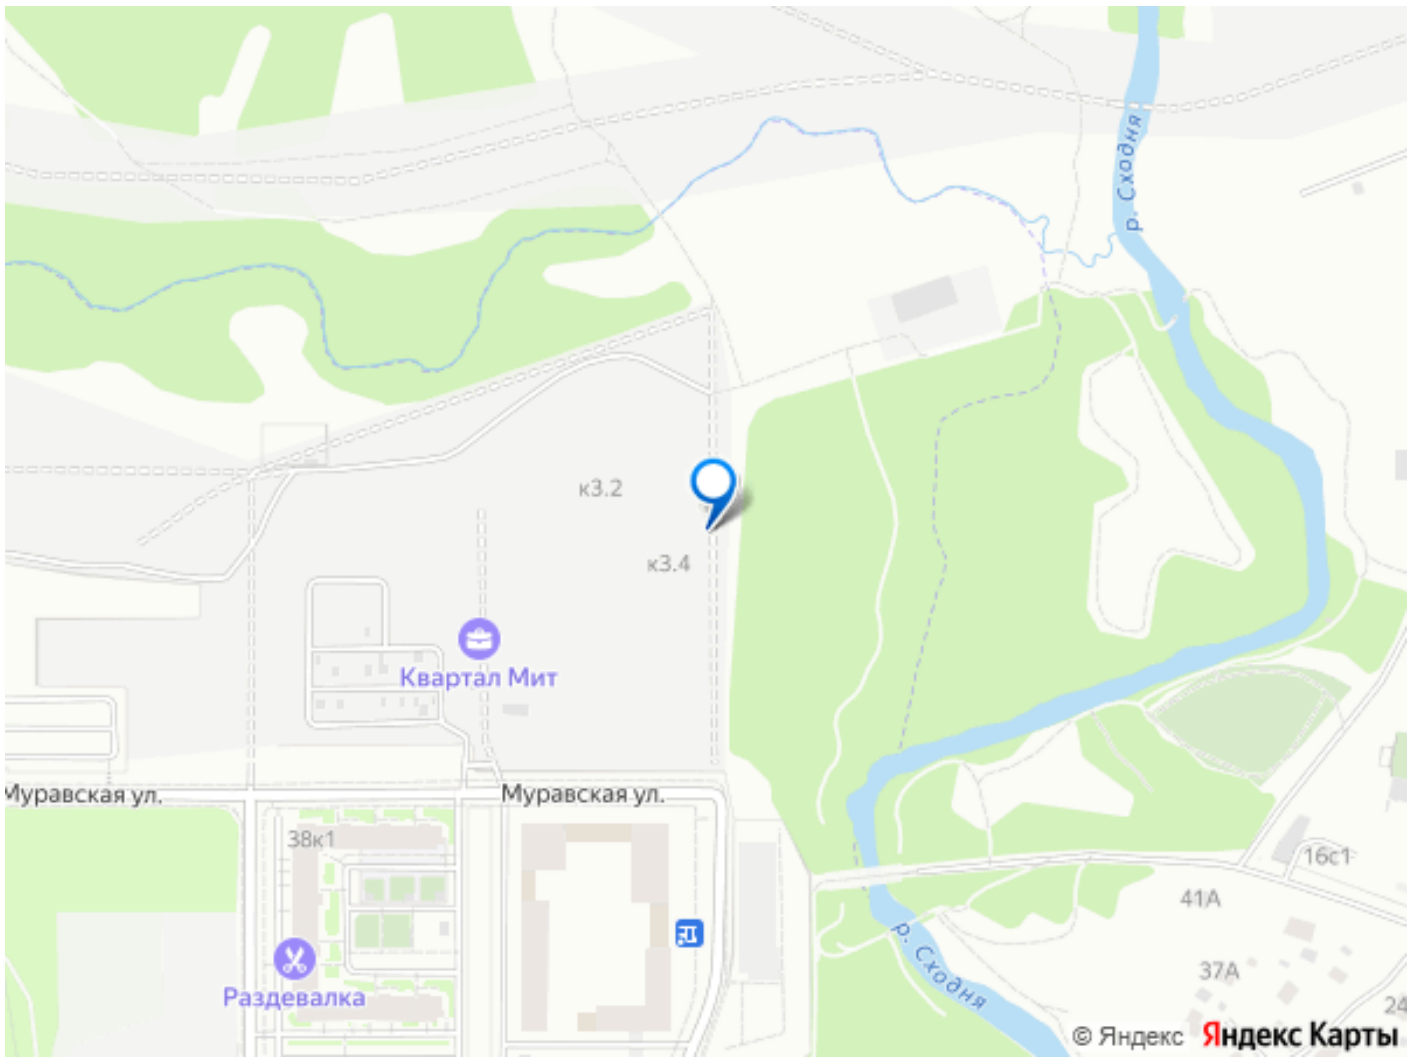 р. Сходня
к3.2
к3.4
Квартал Мит
Муравская ул.
Муравская ул.
38к1
16с1
41А
р. Сходня
37А
Раздевалка
24
© Яндекс Яндекс Карты